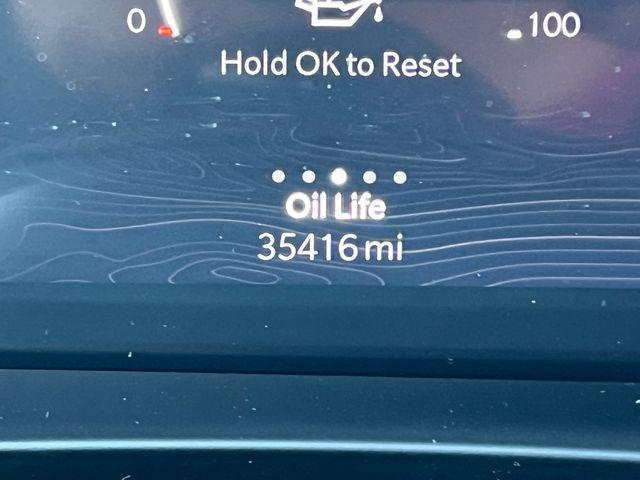 0 100
Hold OK to Reset
Oil Life
35416 mi